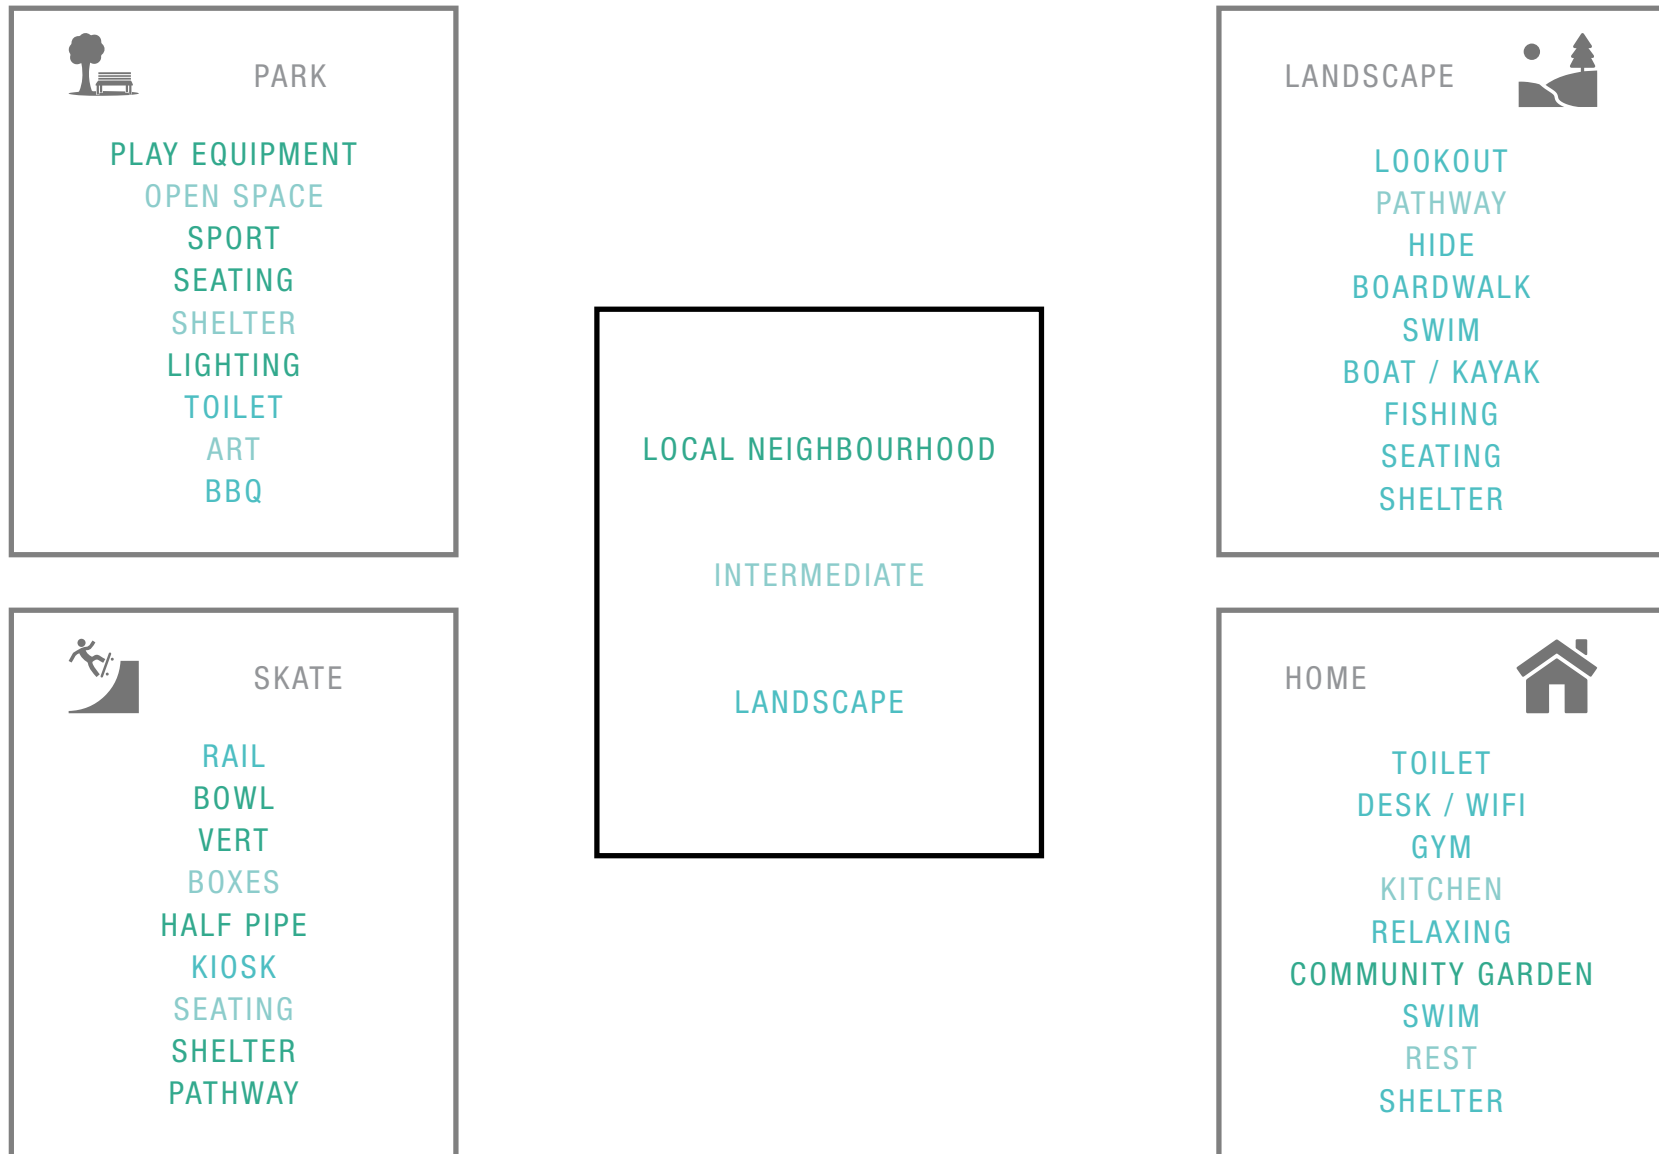 PARK
PLAY EQUIPMENT
OPEN SPACE
SPORT
SEATING
SHELTER
LIGHTING
TOILET
ART
BBQ
SKATE
RAIL
BOWL
VERT
BOXES
HALF PIPE
KIOSK
SEATING
SHELTER
PATHWAY
LOCAL NEIGHBOURHOOD
INTERMEDIATE
LANDSCAPE
LANDSCAPE
LOOKOUT
PATHWAY
HIDE
BOARDWALK
SWIM
BOAT / KAYAK
FISHING
SEATING
SHELTER
HOME
TOILET
DESK / WIFI
GYM
KITCHEN
RELAXING
COMMUNITY GARDEN
SWIM
REST
SHELTER